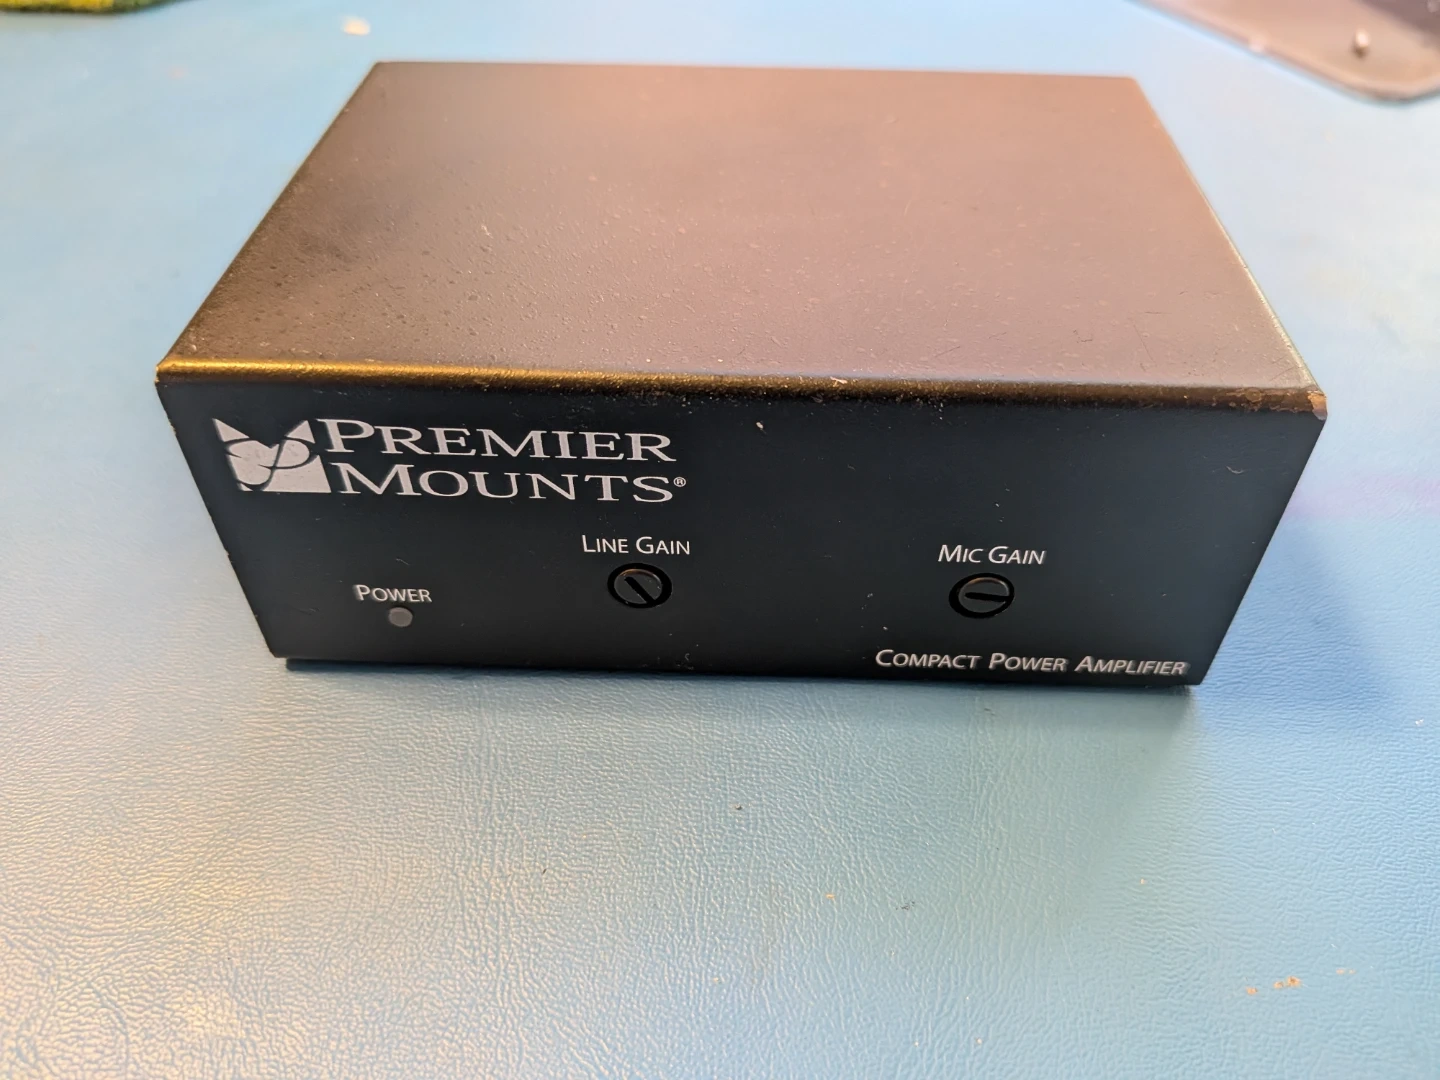 PREMIER
MOUNTS®
LINE GAIN
MIC GAIN
POWER
COMPACT POWER AMPLIFIER